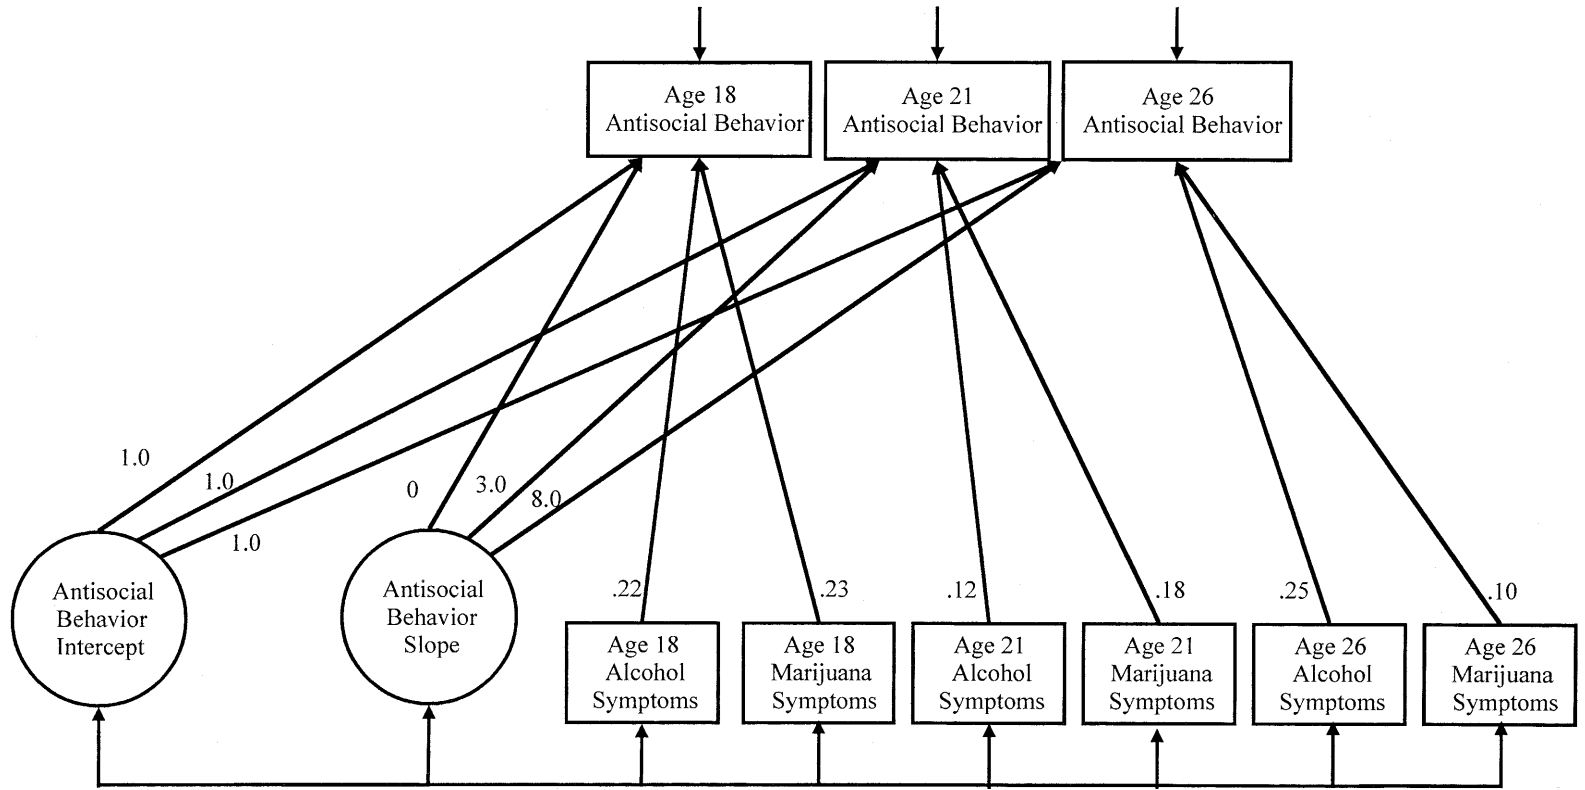 Age 18
Antisocial Behavior
Age 21
Antisocial Behavior
Age 26
Antisocial Behavior
1.0
1.0
1.0
0
3.0
8.0
.22
.23
.12
.18
.25
.10
Antisocial
Behavior
Intercept
Antisocial
Behavior
Slope
Age 18
Alcohol
Symptoms
Age 18
Marijuana
Symptoms
Age 21
Alcohol
Symptoms
Age 21
Marijuana
Symptoms
Age 26
Alcohol
Symptoms
Age 26
Marijuana
Symptoms